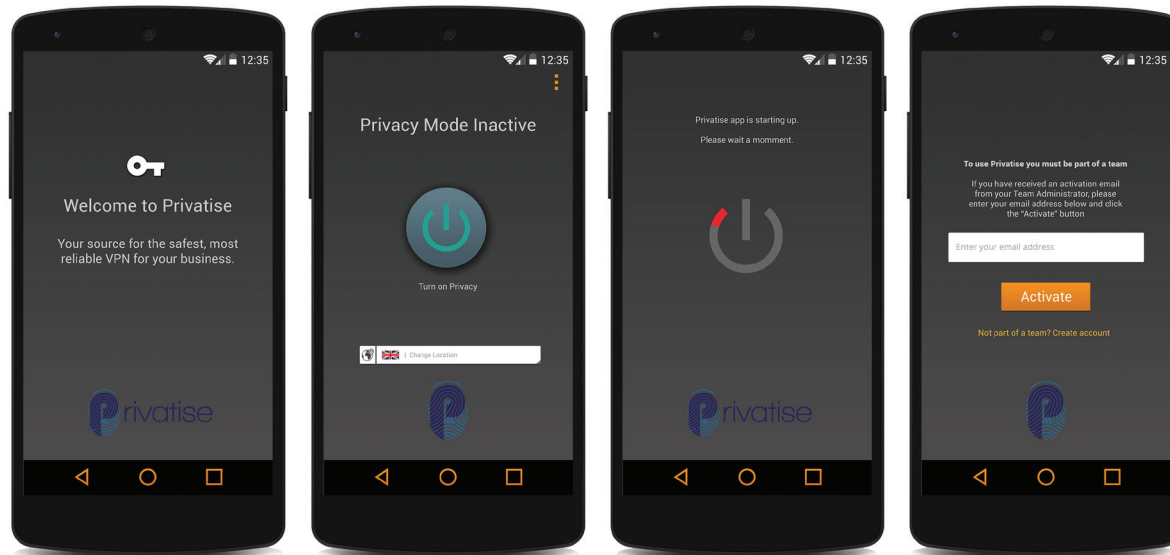 12:35
Welcome to Privatise
Your source for the safest, most
reliable VPN for your business.
Privatise
12:35
Privacy Mode Inactive
Turn on Privacy
| Change Location
P
12:35
Privatise app is starting up.
Please wait a momment.
Privatise
12:35
To use Privatise you must be part of a team
If you have received an activation email
from your Team Administrator, please
enter your email address below and click
the "Activate" button
Enter your email address
Activate
Not part of a team? Create account
P